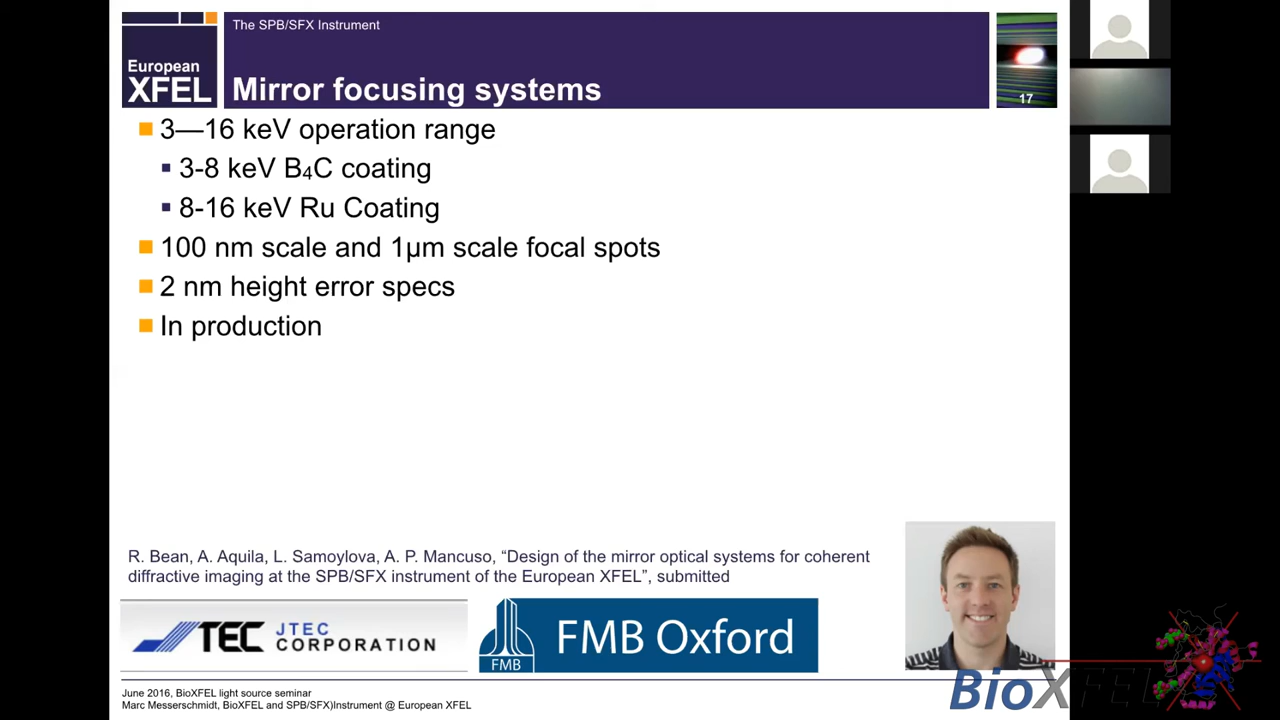 The SPB/SFX Instrument
European
XFEL
Mirror focusing systems
17
3—16 keV operation range
3-8 keV B₄C coating
8-16 keV Ru Coating
100 nm scale and 1µm scale focal spots
2 nm height error specs
In production
R. Bean, A. Aquila, L. Samoylova, A. P. Mancuso, “Design of the mirror optical systems for coherent
diffractive imaging at the SPB/SFX instrument of the European XFEL”, submitted
JTEC
TEC
CORPORATION
FMB
FMB Oxford
June 2016, BioXFEL light source seminar
Marc Messerschmidt, BioXFEL and SPB/SFX)Instrument @ European XFEL
BioXFEL